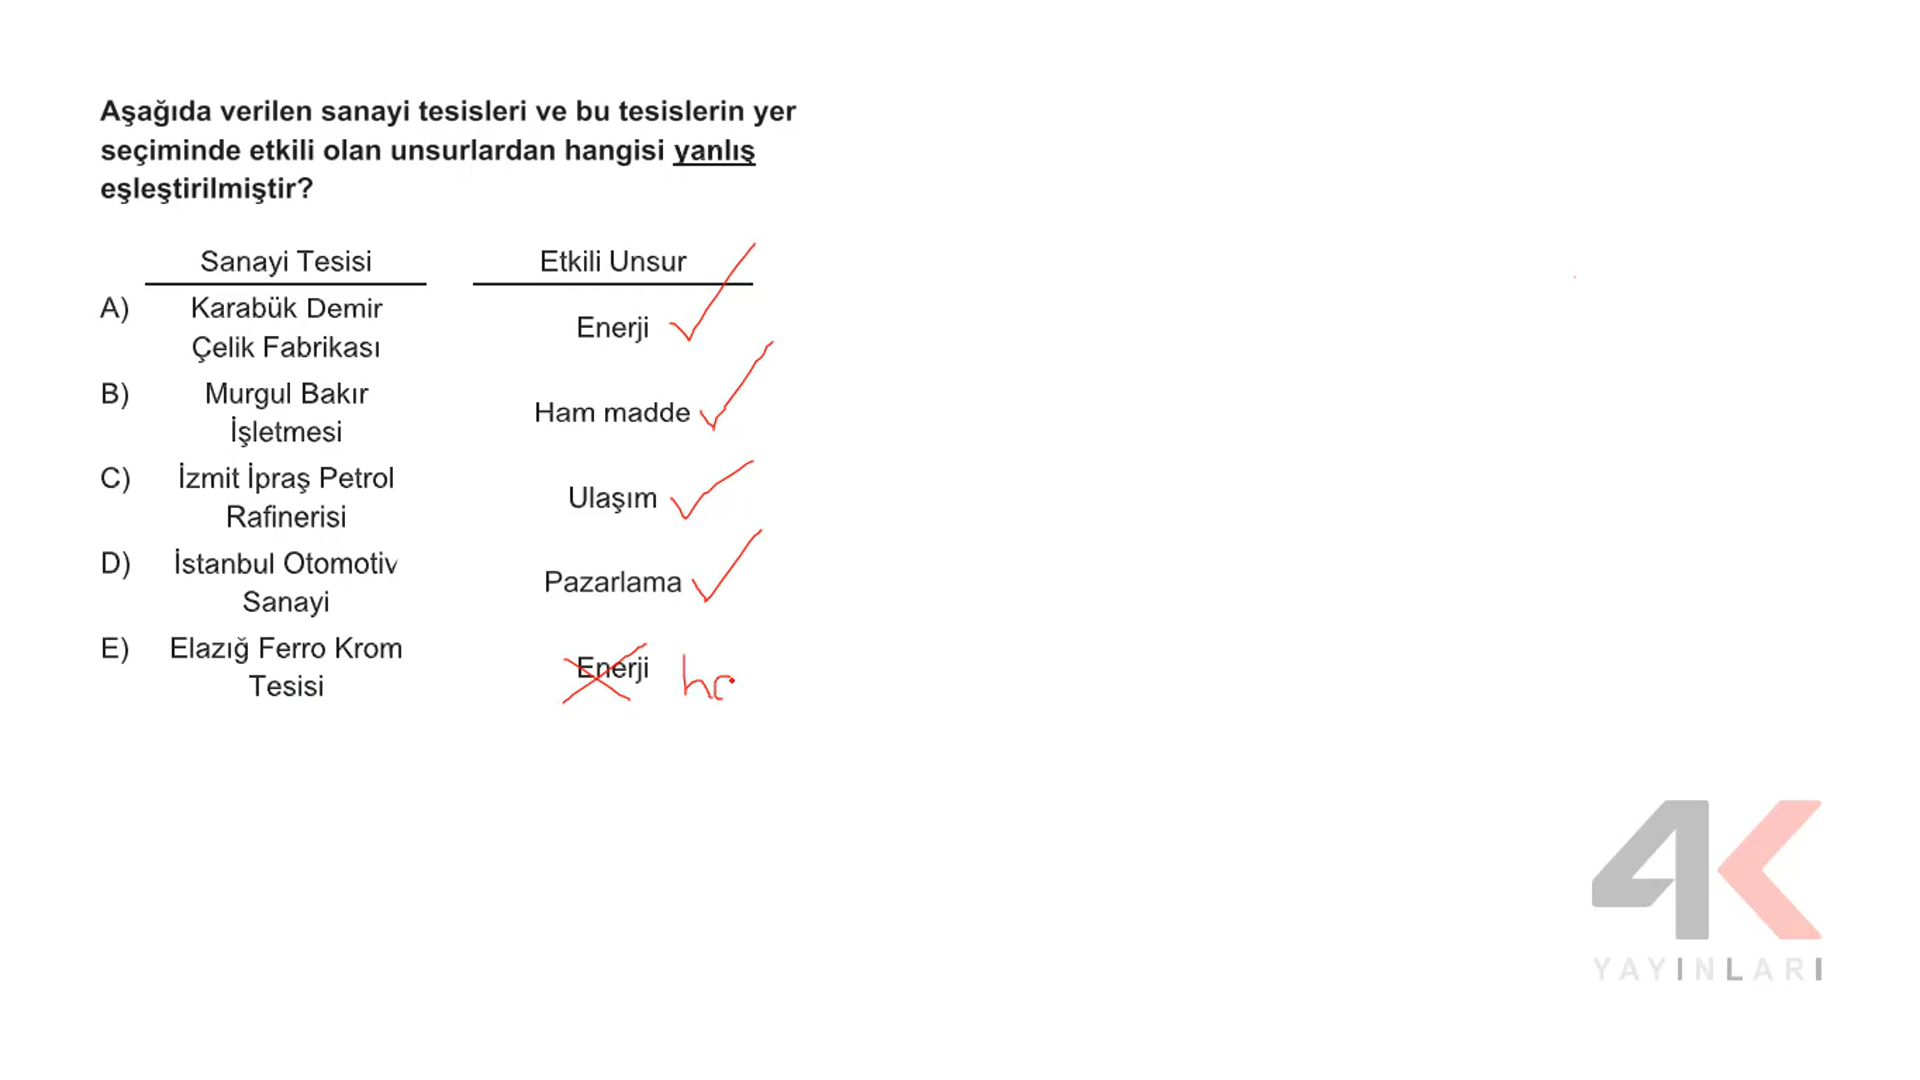 Aşağıda verilen sanayi tesisleri ve bu tesislerin yer
seçiminde etkili olan unsurlardan hangisi yanlış
eşleştirilmiştir?
Sanayi Tesisi Etkili Unsur
A) Karabük Demir
Çelik Fabrikası
Enerji
B) Murgul Bakır
İşletmesi
Ham madde
C) İzmit İpraş Petrol
Rafinerisi
Ulaşım
D) İstanbul Otomotiv
Sanayi
Pazarlama
E) Elazığ Ferro Krom
Tesisi
Enerji
4K
YAYINLARI